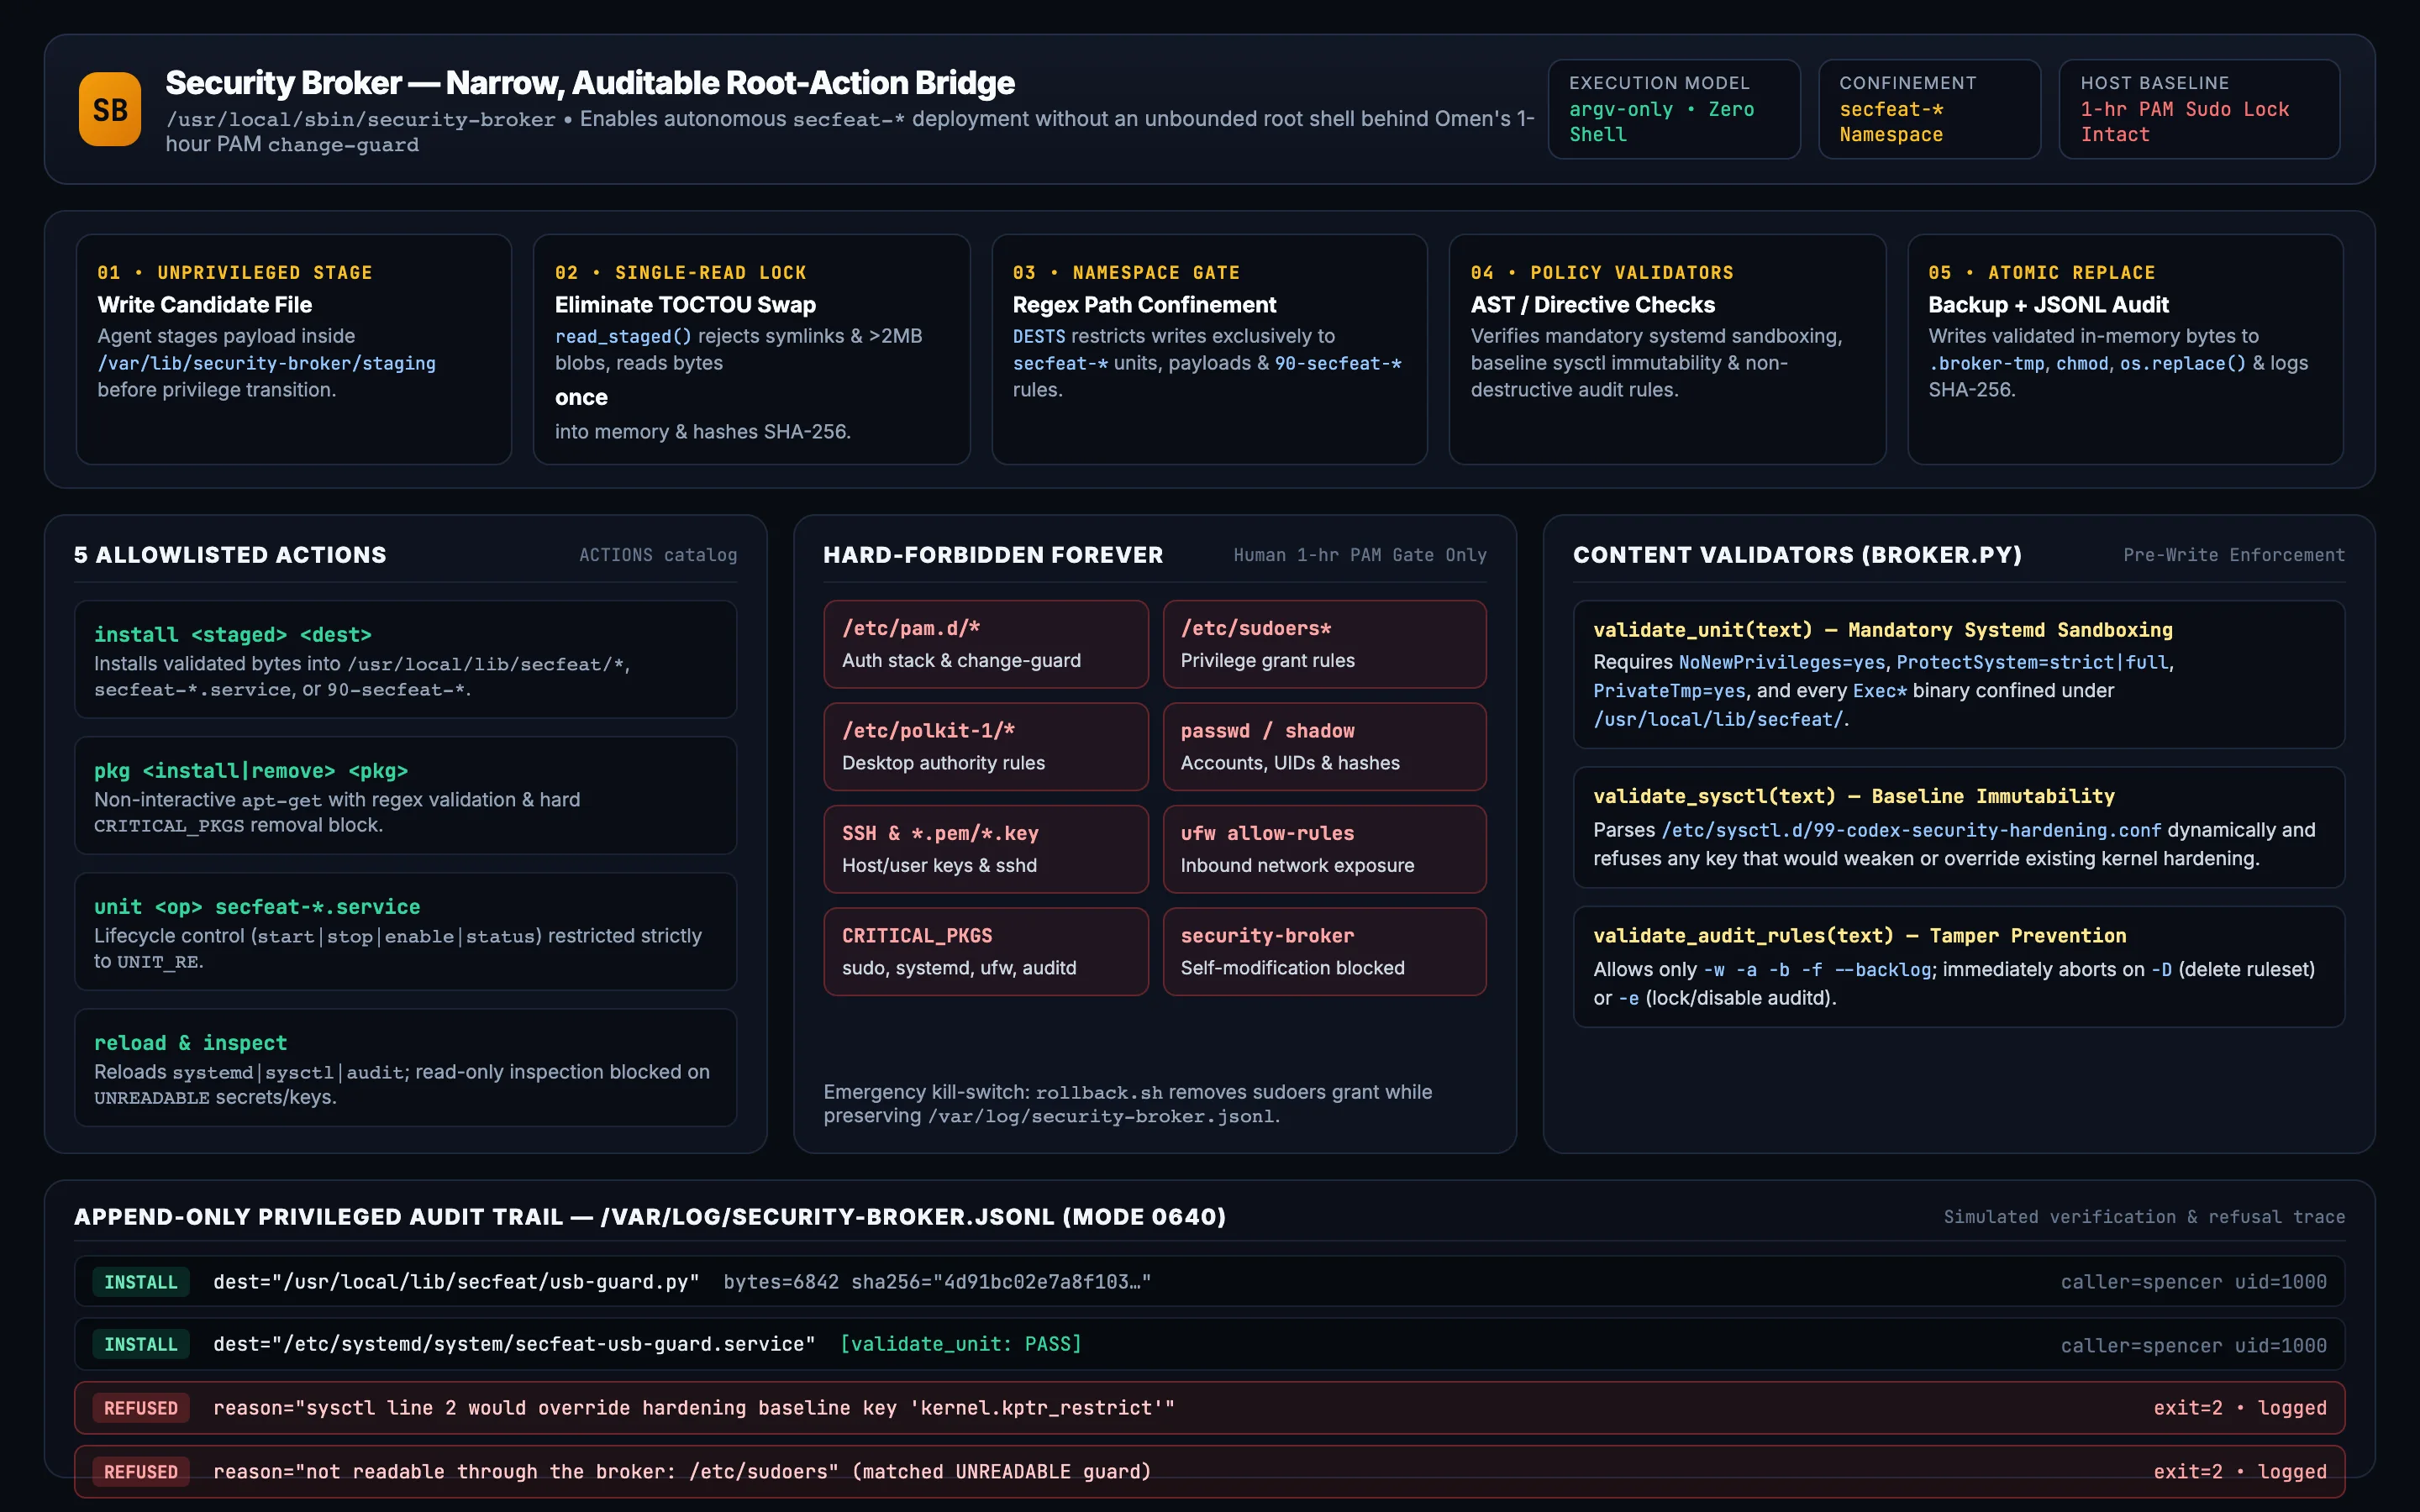 SB
Security Broker — Narrow, Auditable Root-Action Bridge
/usr/local/sbin/security-broker • Enables autonomous secfeat-* deployment without an unbounded root shell behind Omen's 1-
hour PAM change-guard
EXECUTION MODEL
argv-only • Zero
Shell
CONFINEMENT
secfeat-*
Namespace
HOST BASELINE
1-hr PAM Sudo Lock
Intact
01 • UNPRIVILEGED STAGE
Write Candidate File
Agent stages payload inside
/var/lib/security-broker/staging
before privilege transition.
02 • SINGLE-READ LOCK
Eliminate TOCTOU Swap
read_staged() rejects symlinks & >2MB
blobs, reads bytes
once
into memory & hashes SHA-256.
03 • NAMESPACE GATE
Regex Path Confinement
DESTS restricts writes exclusively to
secfeat-* units, payloads & 90-secfeat-*
rules.
04 • POLICY VALIDATORS
AST / Directive Checks
Verifies mandatory systemd sandboxing,
baseline sysctl immutability & non-
destructive audit rules.
05 • ATOMIC REPLACE
Backup + JSONL Audit
Writes validated in-memory bytes to
.broker-tmp, chmod, os.replace() & logs
SHA-256.
5 ALLOWLISTED ACTIONS
ACTIONS catalog
install <staged> <dest>
Installs validated bytes into /usr/local/lib/secfeat/*,
secfeat-*.service, or 90-secfeat-*.
pkg <install|remove> <pkg>
Non-interactive apt-get with regex validation & hard
CRITICAL_PKGS removal block.
unit <op> secfeat-*.service
Lifecycle control (start|stop|enable|status) restricted strictly
to UNIT_RE.
reload & inspect
Reloads systemd|sysctl|audit; read-only inspection blocked on
UNREADABLE secrets/keys.
HARD-FORBIDDEN FOREVER
Human 1-hr PAM Gate Only
/etc/pam.d/*
Auth stack & change-guard
/etc/sudoers*
Privilege grant rules
/etc/polkit-1/*
Desktop authority rules
passwd / shadow
Accounts, UIDs & hashes
SSH & *.pem/*.key
Host/user keys & sshd
ufw allow-rules
Inbound network exposure
CRITICAL_PKGS
sudo, systemd, ufw, auditd
security-broker
Self-modification blocked
Emergency kill-switch: rollback.sh removes sudoers grant while
preserving /var/log/security-broker.jsonl.
CONTENT VALIDATORS (BROKER.PY)
Pre-Write Enforcement
validate_unit(text) — Mandatory Systemd Sandboxing
Requires NoNewPrivileges=yes, ProtectSystem=strict|full,
PrivateTmp=yes, and every Exec* binary confined under
/usr/local/lib/secfeat/.
validate_sysctl(text) — Baseline Immutability
Parses /etc/sysctl.d/99-codex-security-hardening.conf dynamically and
refuses any key that would weaken or override existing kernel hardening.
validate_audit_rules(text) — Tamper Prevention
Allows only -w -a -b -f --backlog; immediately aborts on -D (delete ruleset)
or -e (lock/disable auditd).
APPEND-ONLY PRIVILEGED AUDIT TRAIL — /VAR/LOG/SECURITY-BROKER.JSONL (MODE 0640)
Simulated verification & refusal trace
INSTALL dest="/usr/local/lib/secfeat/usb-guard.py" bytes=6842 sha256="4d91bc02e7a8f103…" caller=spencer uid=1000
INSTALL dest="/etc/systemd/system/secfeat-usb-guard.service" [validate_unit: PASS] caller=spencer uid=1000
REFUSED reason="sysctl line 2 would override hardening baseline key 'kernel.kptr_restrict'" exit=2 • logged
REFUSED reason="not readable through the broker: /etc/sudoers" (matched UNREADABLE guard) exit=2 • logged